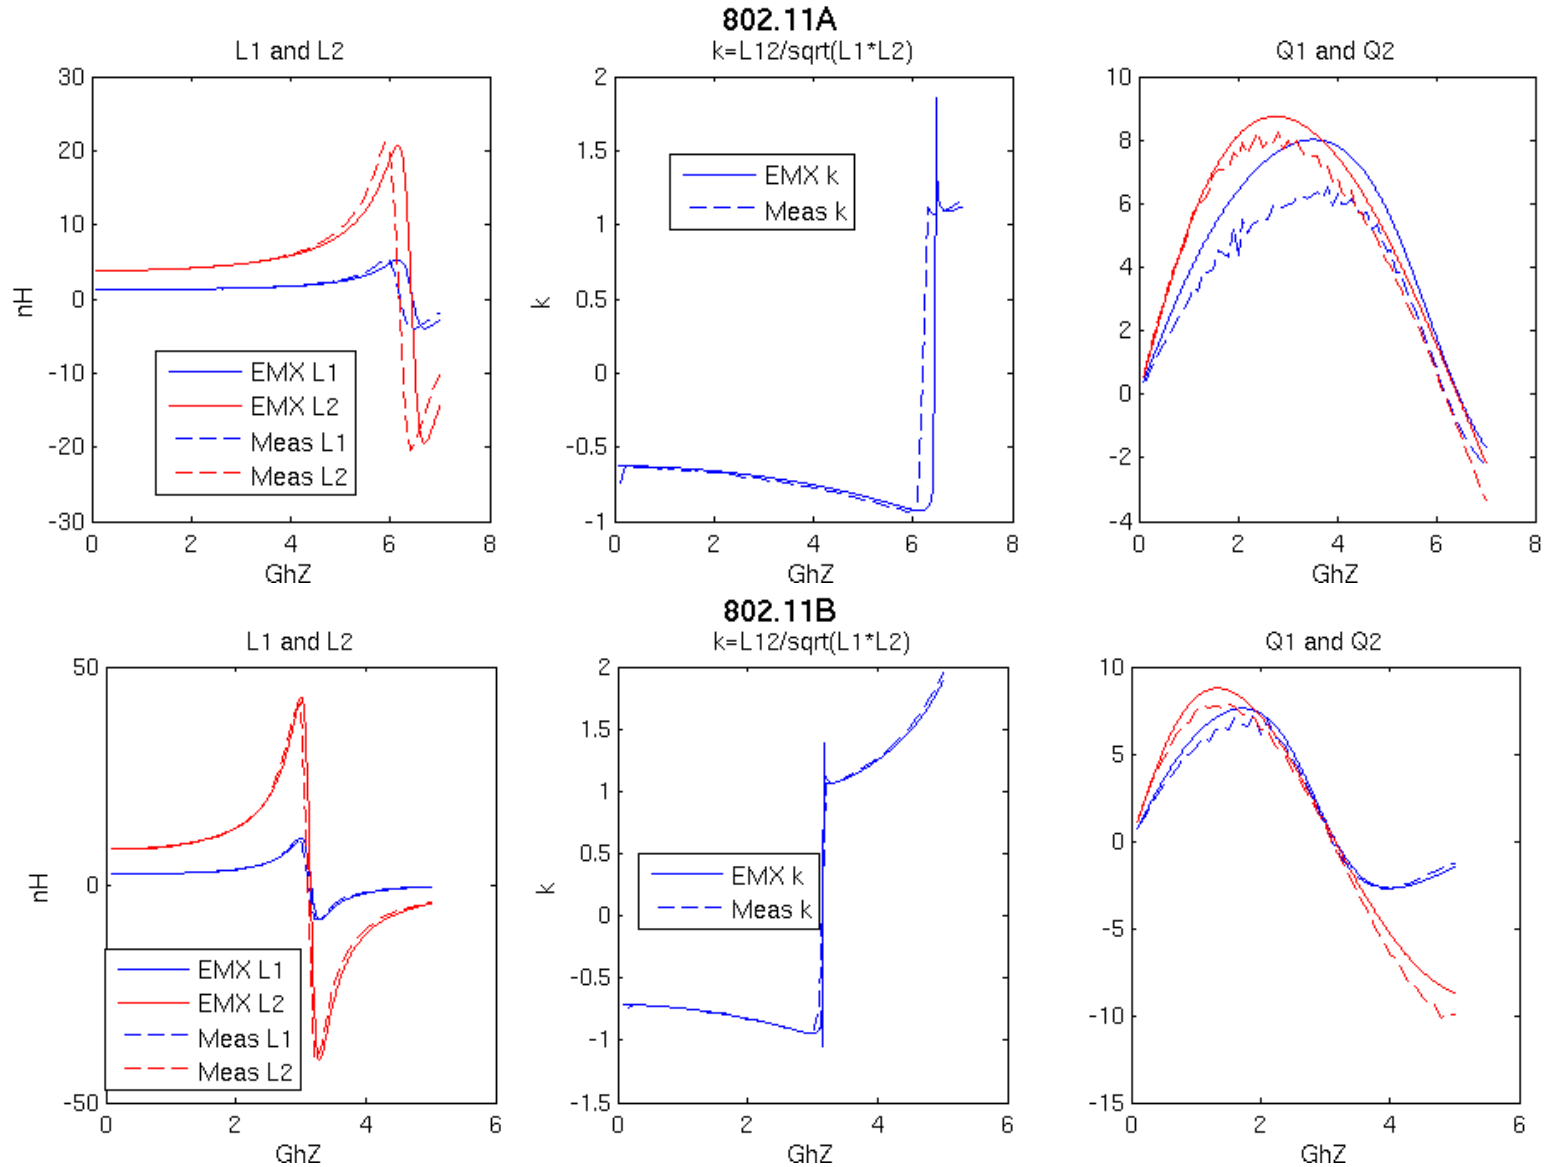 802.11A
L1 and L2
30
20
10
0
-10
-20
-30
nH
0 2 4 6 8
GhZ
EMX L1
EMX L2
Meas L1
Meas L2
k=L12/sqrt(L1*L2)
2
1.5
1
0.5
0
-0.5
-1
k
0 2 4 6 8
GhZ
EMX k
Meas k
Q1 and Q2
10
8
6
4
2
0
-2
-4
0 2 4 6 8
GhZ
802.11B
L1 and L2
50
0
-50
nH
0 2 4 6
GhZ
EMX L1
EMX L2
Meas L1
Meas L2
k=L12/sqrt(L1*L2)
2
1.5
1
0.5
0
-0.5
-1
-1.5
k
0 2 4 6
GhZ
EMX k
Meas k
Q1 and Q2
10
5
0
-5
-10
-15
0 2 4 6
GhZ